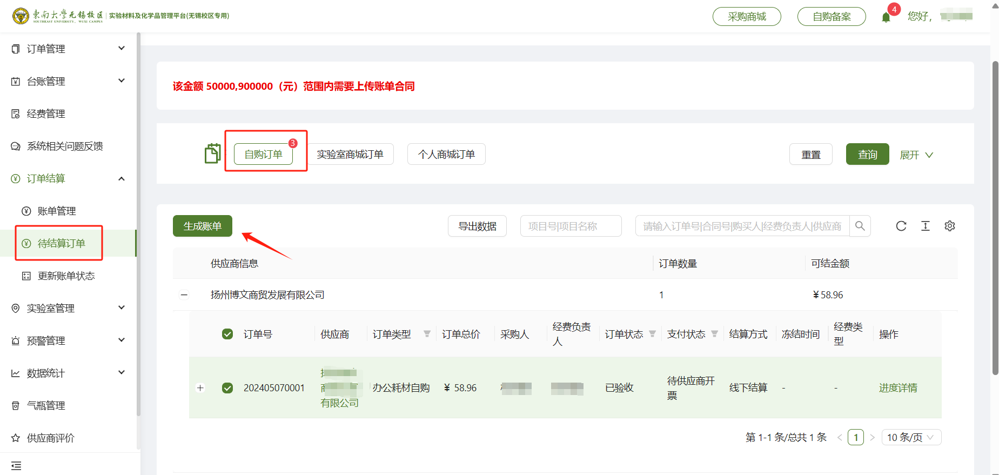 東南大學无锡校区
SOUTHEAST UNIVERSITY, WUXI CAMPUS
实验材料及化学品管理平台(无锡校区专用)
采购商城
自购备案
4
您好，
订单管理
台账管理
经费管理
系统相关问题反馈
订单结算
账单管理
待结算订单
更新账单状态
实验室管理
预警管理
数据统计
气瓶管理
供应商评价
该金额 50000,900000（元）范围内需要上传账单合同
自购订单
3
实验室商城订单
个人商城订单
重置
查询
展开
生成账单
导出数据
项目号|项目名称
请输入订单号|合同号|购买人|经费负责人|供应商
供应商信息 订单数量 可结金额
扬州博文商贸发展有限公司 1 ¥58.96
订单号 供应商 订单类型 订单总价 采购人 经费负责人 订单状态 支付状态 结算方式 冻结时间 经费类型 操作
202405070001 商 有限公司 办公耗材自购 ¥ 58.96 已验收 待供应商开票 线下结算 - - 进度详情
第 1-1 条/总共 1 条 < 1 > 10 条/页